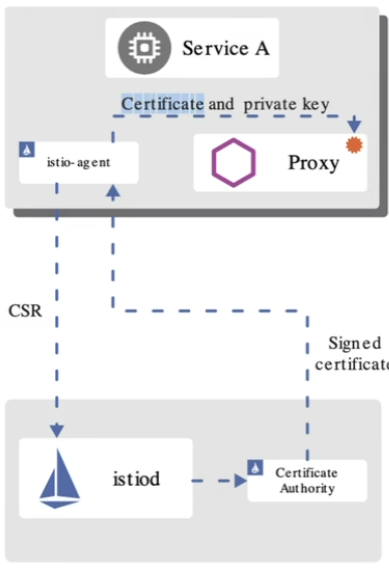 Service A
Certificate and private key
istio-agent
Proxy
CSR
Signed
certificate
istiod
Certificate
Authority